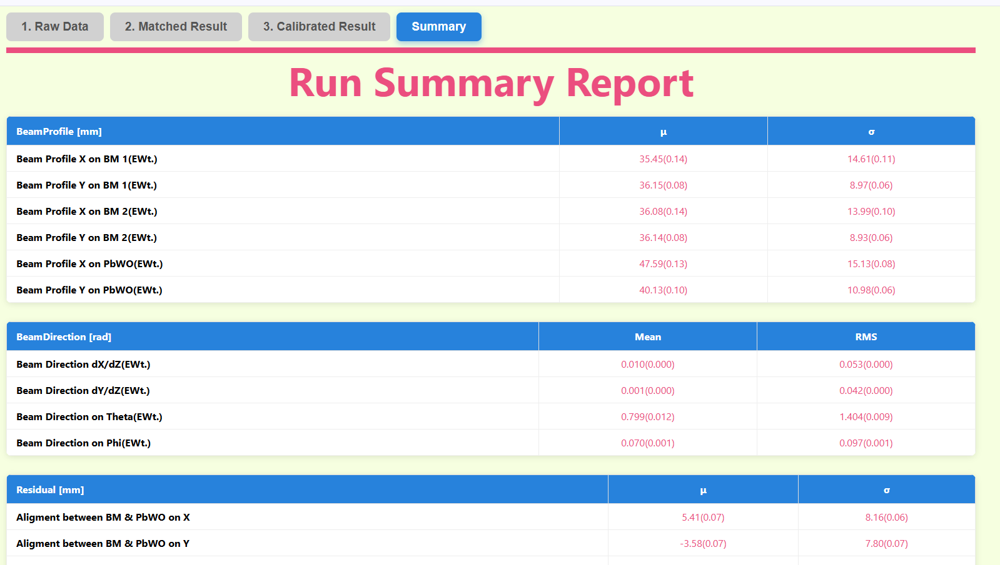 1. Raw Data 2. Matched Result 3. Calibrated Result Summary
Run Summary Report
BeamProfile [mm] μ σ
Beam Profile X on BM 1(EWt.) 35.45(0.14) 14.61(0.11)
Beam Profile Y on BM 1(EWt.) 36.15(0.08) 8.97(0.06)
Beam Profile X on BM 2(EWt.) 36.08(0.14) 13.99(0.10)
Beam Profile Y on BM 2(EWt.) 36.14(0.08) 8.93(0.06)
Beam Profile X on PbWO(EWt.) 47.59(0.13) 15.13(0.08)
Beam Profile Y on PbWO(EWt.) 40.13(0.10) 10.98(0.06)
BeamDirection [rad] Mean RMS
Beam Direction dX/dZ(EWt.) 0.010(0.000) 0.053(0.000)
Beam Direction dY/dZ(EWt.) 0.001(0.000) 0.042(0.000)
Beam Direction on Theta(EWt.) 0.799(0.012) 1.404(0.009)
Beam Direction on Phi(EWt.) 0.070(0.001) 0.097(0.001)
Residual [mm] μ σ
Aligment between BM & PbWO on X 5.41(0.07) 8.16(0.06)
Aligment between BM & PbWO on Y -3.58(0.07) 7.80(0.07)